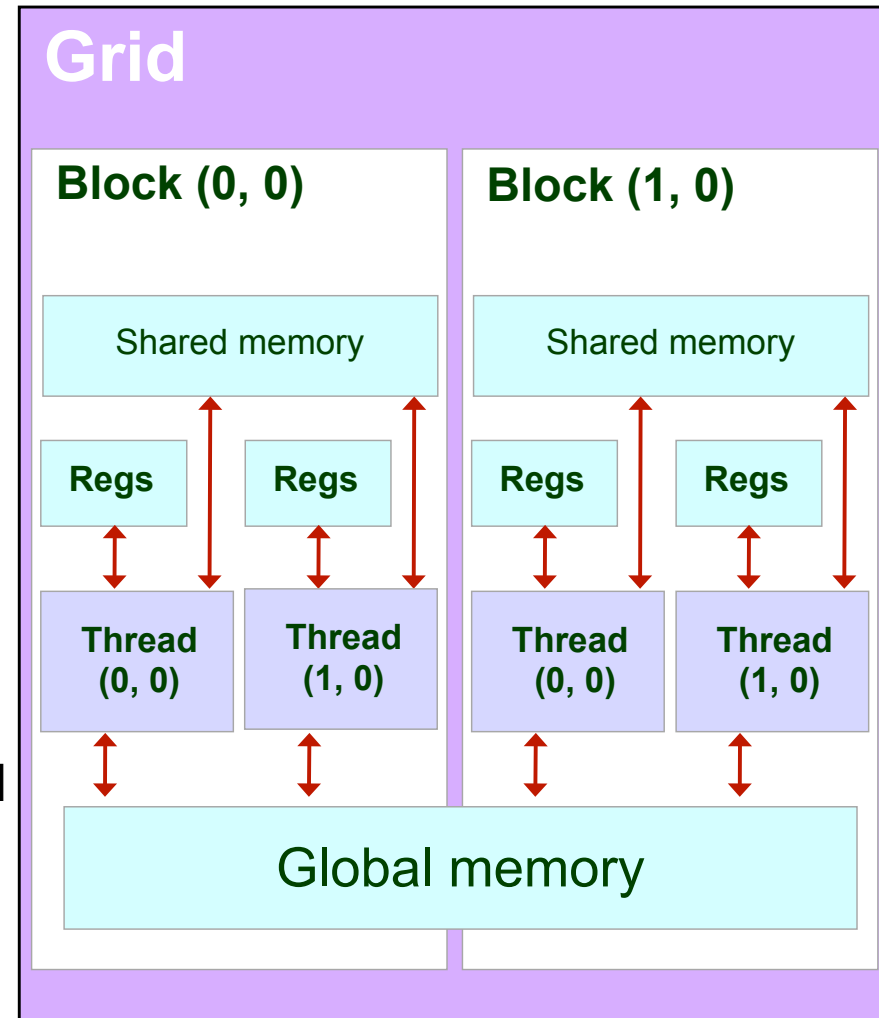 Grid
Block (0, 0)
Block (1, 0)
Shared memory
Shared memory
Regs
Regs
Regs
Regs
Thread
(0, 0)
Thread
(1, 0)
Thread
(0, 0)
Thread
(1, 0)
Global memory